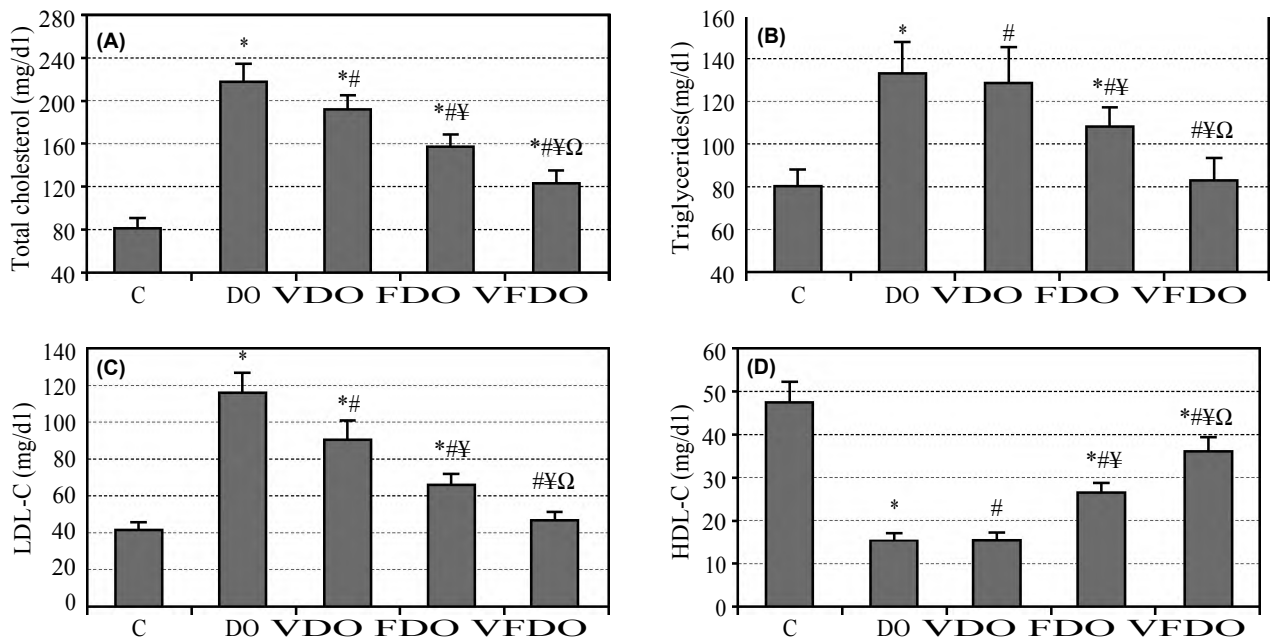 (A)
Total cholesterol (mg/dl)
280
240
200
160
120
80
40
*
*#
*#¥
*#¥Ω
C DO VDO FDO VFDO
(B)
Triglycerides(mg/dl)
160
140
120
100
80
60
40
*
#
*#¥
#¥Ω
C DO VDO FDO VFDO
(C)
LDL-C (mg/dl)
140
120
100
80
60
40
20
0
*
*#
*#¥
#¥Ω
C DO VDO FDO VFDO
(D)
HDL-C (mg/dl)
60
50
40
30
20
10
0
*
#
*#¥
*#¥Ω
C DO VDO FDO VFDO